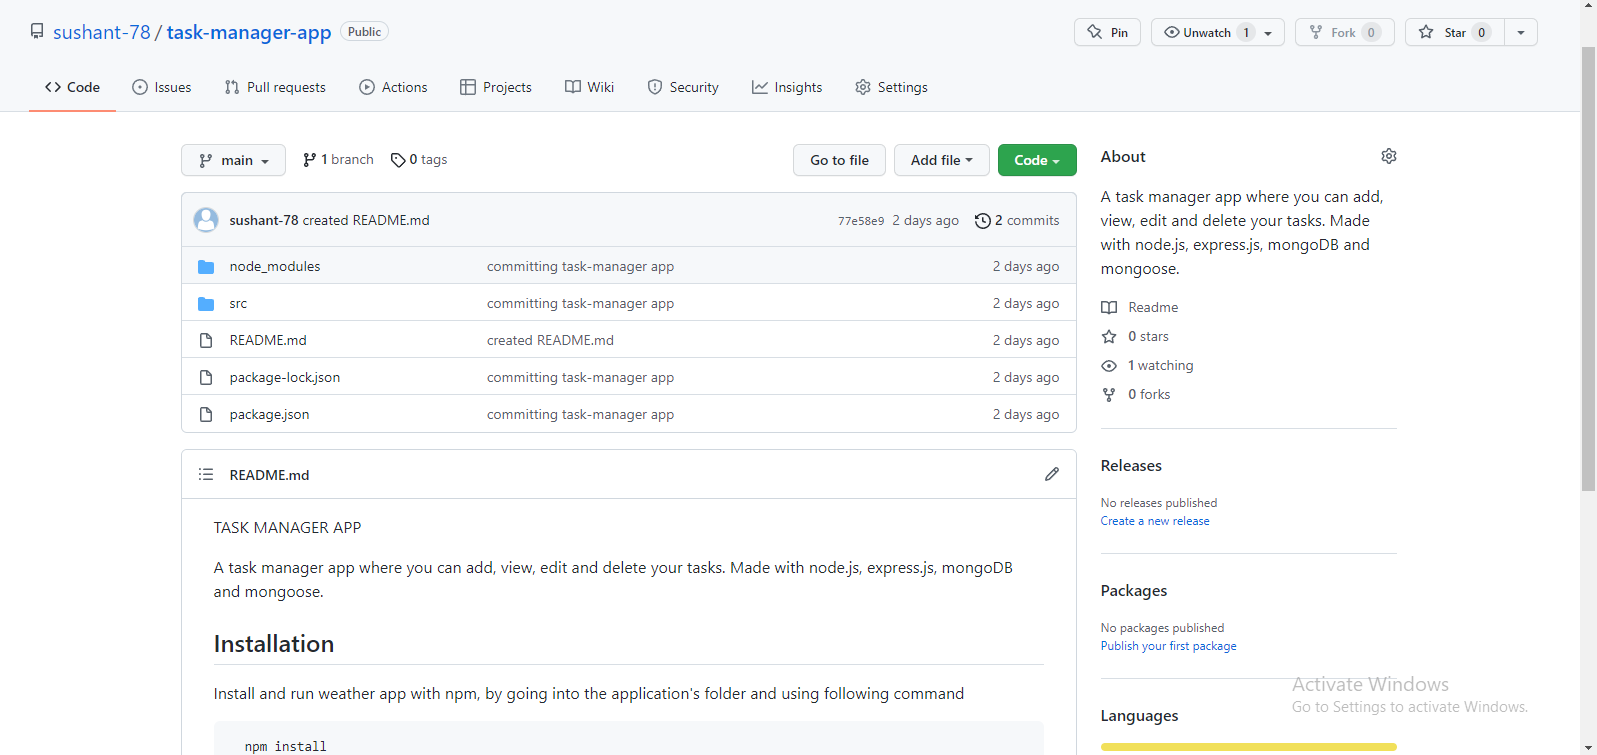 sushant-78 / task-manager-app Public
Pin
Unwatch 1
Fork 0
Star 0
Code
Issues
Pull requests
Actions
Projects
Wiki
Security
Insights
Settings
main
1 branch
0 tags
Go to file
Add file
Code
sushant-78 created README.md 77e58e9 2 days ago 2 commits
node_modules committing task-manager app 2 days ago
src committing task-manager app 2 days ago
README.md created README.md 2 days ago
package-lock.json committing task-manager app 2 days ago
package.json committing task-manager app 2 days ago
README.md
TASK MANAGER APP
A task manager app where you can add, view, edit and delete your tasks. Made with node.js, express.js, mongoDB
and mongoose.
Installation
Install and run weather app with npm, by going into the application's folder and using following command
npm install
About
A task manager app where you can add,
view, edit and delete your tasks. Made
with node.js, express.js, mongoDB and
mongoose.
Readme
0 stars
1 watching
0 forks
Releases
No releases published
Create a new release
Packages
No packages published
Publish your first package
Languages
Activate Windows
Go to Settings to activate Windows.